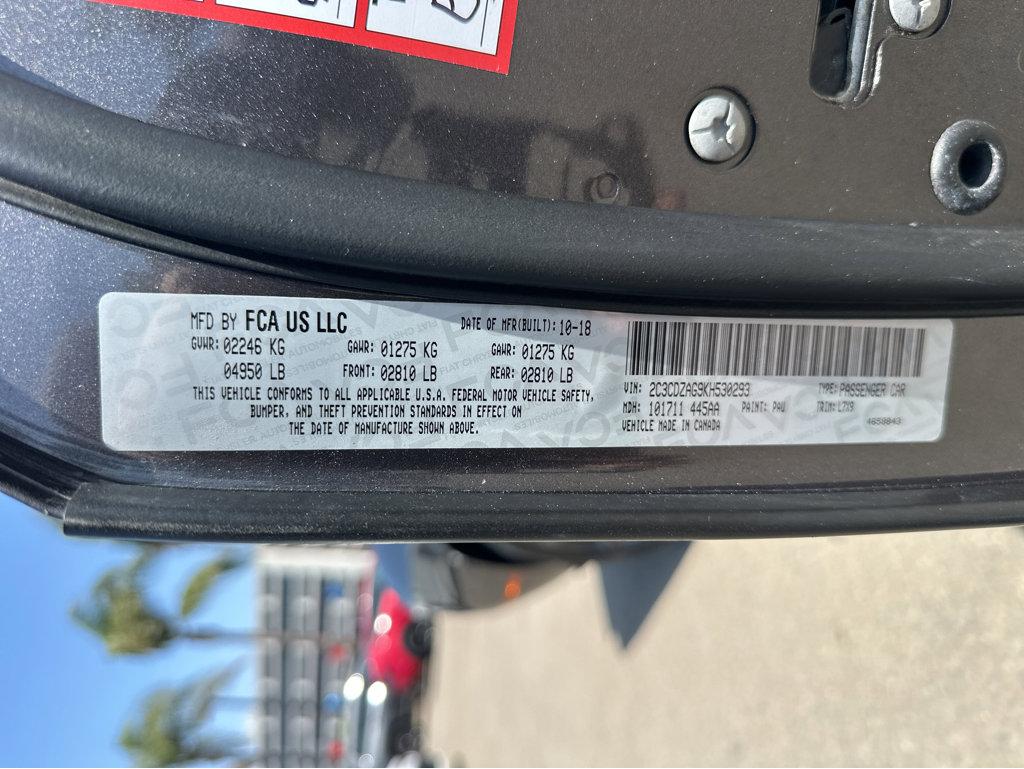 MFD BY FCA US LLC
DATE OF MFR(BUILT): 10-18
GVWR: 02246 KG
GAWR: 01275 KG
GAWR: 01275 KG
04950 LB
FRONT: 02810 LB
REAR: 02810 LB
THIS VEHICLE CONFORMS TO ALL APPLICABLE U.S.A. FEDERAL MOTOR VEHICLE SAFETY,
BUMPER, AND THEFT PREVENTION STANDARDS IN EFFECT ON
THE DATE OF MANUFACTURE SHOWN ABOVE.
VIN: 2C3CDZAG9KH530293
TYPE: PASSENGER CAR
MDH: 101711 445AA
PAINT: PAU
TRIM: L7X9
VEHICLE MADE IN CANADA
4658843